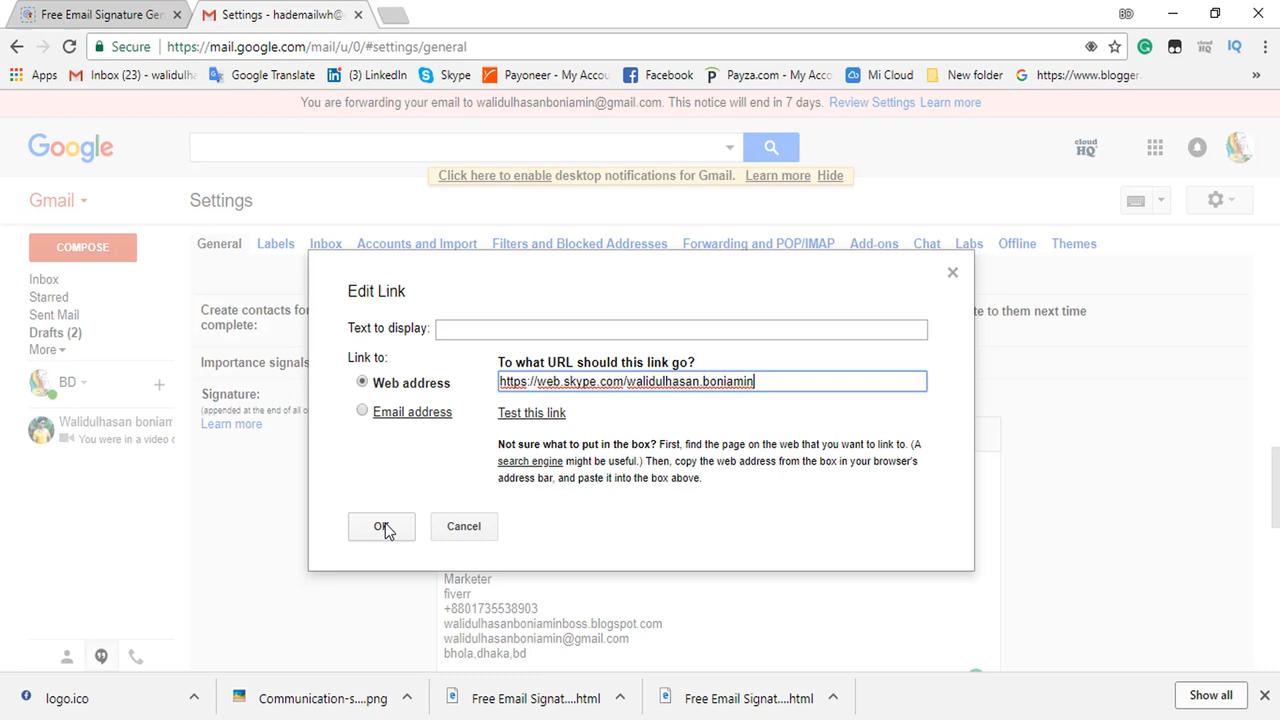 Free Email Signature Gen
Settings - hademailwh@
BD
Secure https://mail.google.com/mail/u/0/#settings/general
Apps Inbox (23) - walidulha Google Translate (3) LinkedIn Skype Payoneer - My Accou Facebook Payza.com - My Acco Mi Cloud New folder https://www.blogger. »
You are forwarding your email to walidulhasanboniamin@gmail.com. This notice will end in 7 days. Review Settings Learn more
Google
cloud
HQ
Click here to enable desktop notifications for Gmail. Learn more Hide
Gmail
Settings
COMPOSE
General Labels Inbox Accounts and Import Filters and Blocked Addresses Forwarding and POP/IMAP Add-ons Chat Labs Offline Themes
Inbox
Starred
Sent Mail
Drafts (2)
More
BD
Walidulhasan boniam
You were in a video c
Create contacts for
complete:
te to them next time
Importance signals
Signature:
(appended at the end of all o
Learn more
Edit Link
Text to display:
Link to:
Web address
Email address
To what URL should this link go?
https://web.skype.com/walidulhasan.boniamin
Test this link
Not sure what to put in the box? First, find the page on the web that you want to link to. (A
search engine might be useful.) Then, copy the web address from the box in your browser's
address bar, and paste it into the box above.
OK
Cancel
Marketer
fiverr
+8801735538903
walidulhasanboniaminboss.blogspot.com
walidulhasanboniamin@gmail.com
bhola,dhaka,bd
logo.ico
Communication-s....png
Free Email Signat....html
Free Email Signat....html
Show all